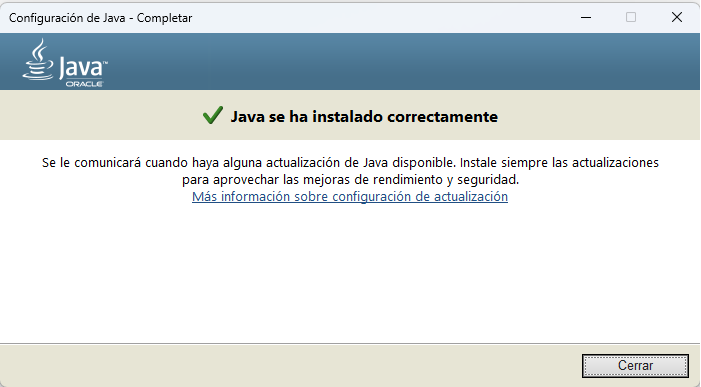 Configuración de Java - Completar
Java™
ORACLE
Java se ha instalado correctamente
Se le comunicará cuando haya alguna actualización de Java disponible. Instale siempre las actualizaciones
para aprovechar las mejoras de rendimiento y seguridad.
Más información sobre configuración de actualización
Cerrar